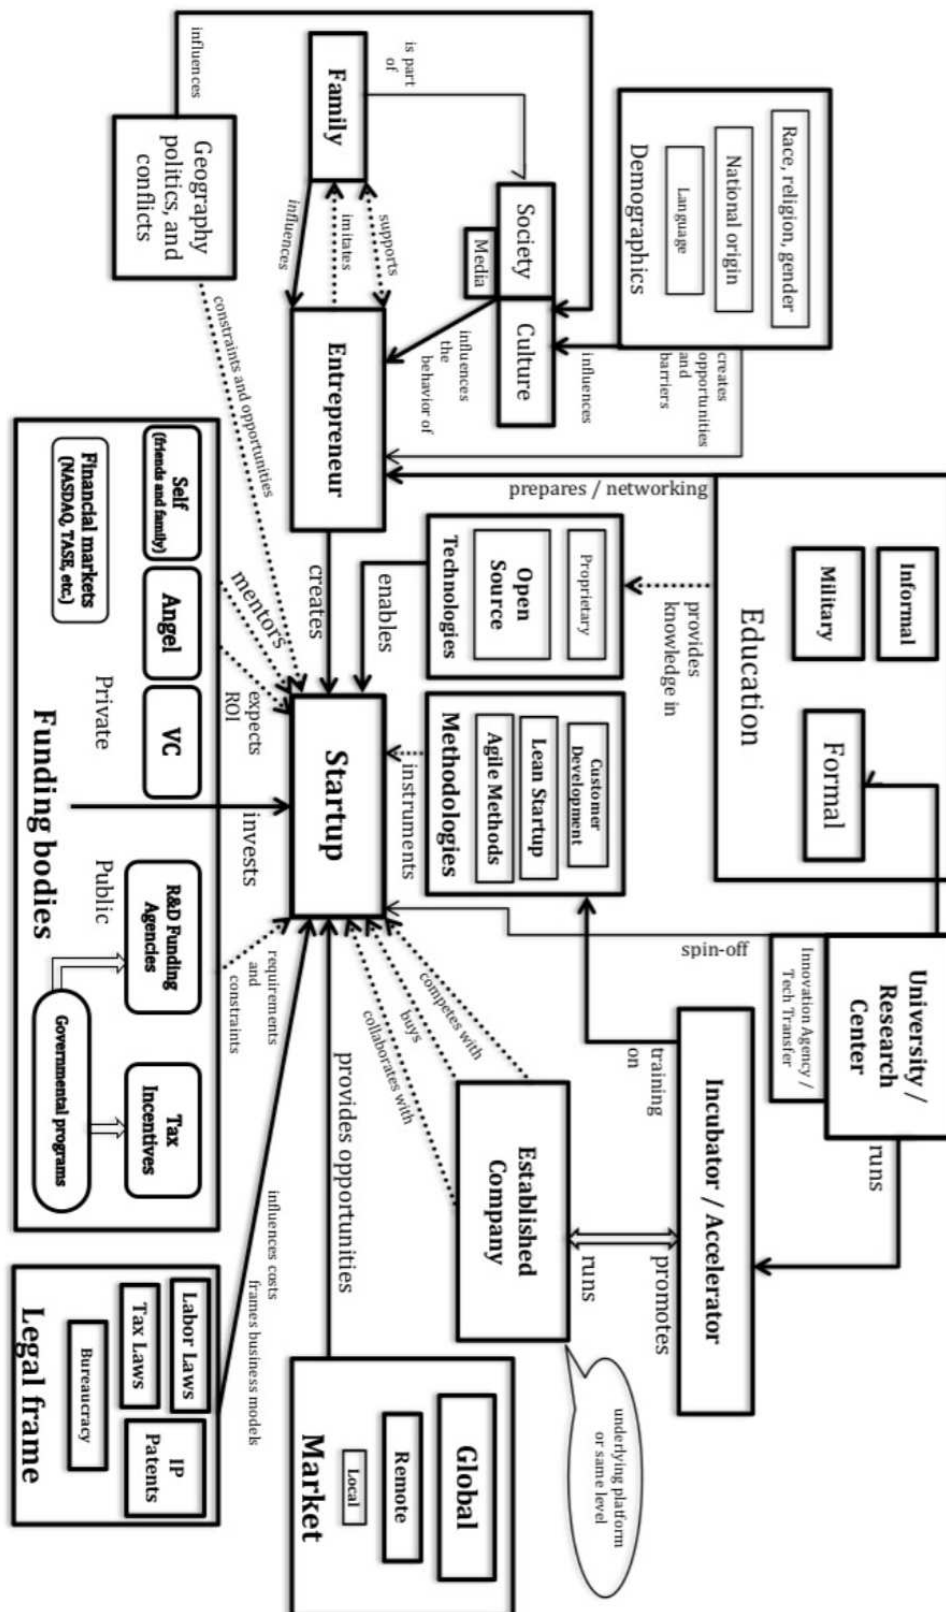 Race, religion, gender
National origin
Language
Demographics
creates
opportunities
and
barriers
influences
Society
Culture
Media
influences
the
behavior of
is part
of
Family
supports
imitates
influences
Entrepreneur
influences
Geography
politics, and
conflicts
constraints and opportunities
Informal
Military
Formal
Education
prepares / networking
provides
knowledge in
Proprietary
Open
Source
Technologies
enables
creates
Customer
Development
Lean Startup
Agile Methods
Methodologies
instruments
Startup
University /
Research
Center
Innovation Agency /
Tech Transfer
spin-off
runs
Incubator / Accelerator
training
on
promotes
runs
Established
Company
underlying platform
or same level
competes with
buys
collaborates with
Global
Remote
Local
Market
provides opportunities
mentors
expects
ROI
invests
requirements
and
constraints
Self
(friends and family)
Angel
VC
Financial markets
(NASDAQ, TASE, etc.)
Private
R&D Funding
Agencies
Tax
Incentives
Public
Governmental programs
Funding bodies
influences costs
frames business models
Labor Laws
Tax Laws
IP
Patents
Bureaucracy
Legal frame